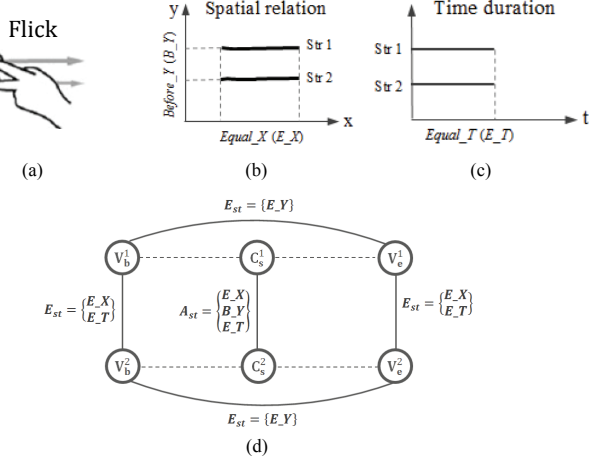 Flick
(a)
y
Spatial relation
Str 1
Str 2
Before_Y (B_Y)
x
Equal_X (E_X)
(b)
Time duration
Str 1
Str 2
t
Equal_T (E_T)
(c)
E_st = {E_Y}
V_b^1
C_s^1
V_e^1
E_st = {E_X
E_T}
A_st = {E_X
B_Y
E_T}
E_st = {E_X
E_T}
V_b^2
C_s^2
V_e^2
E_st = {E_Y}
(d)